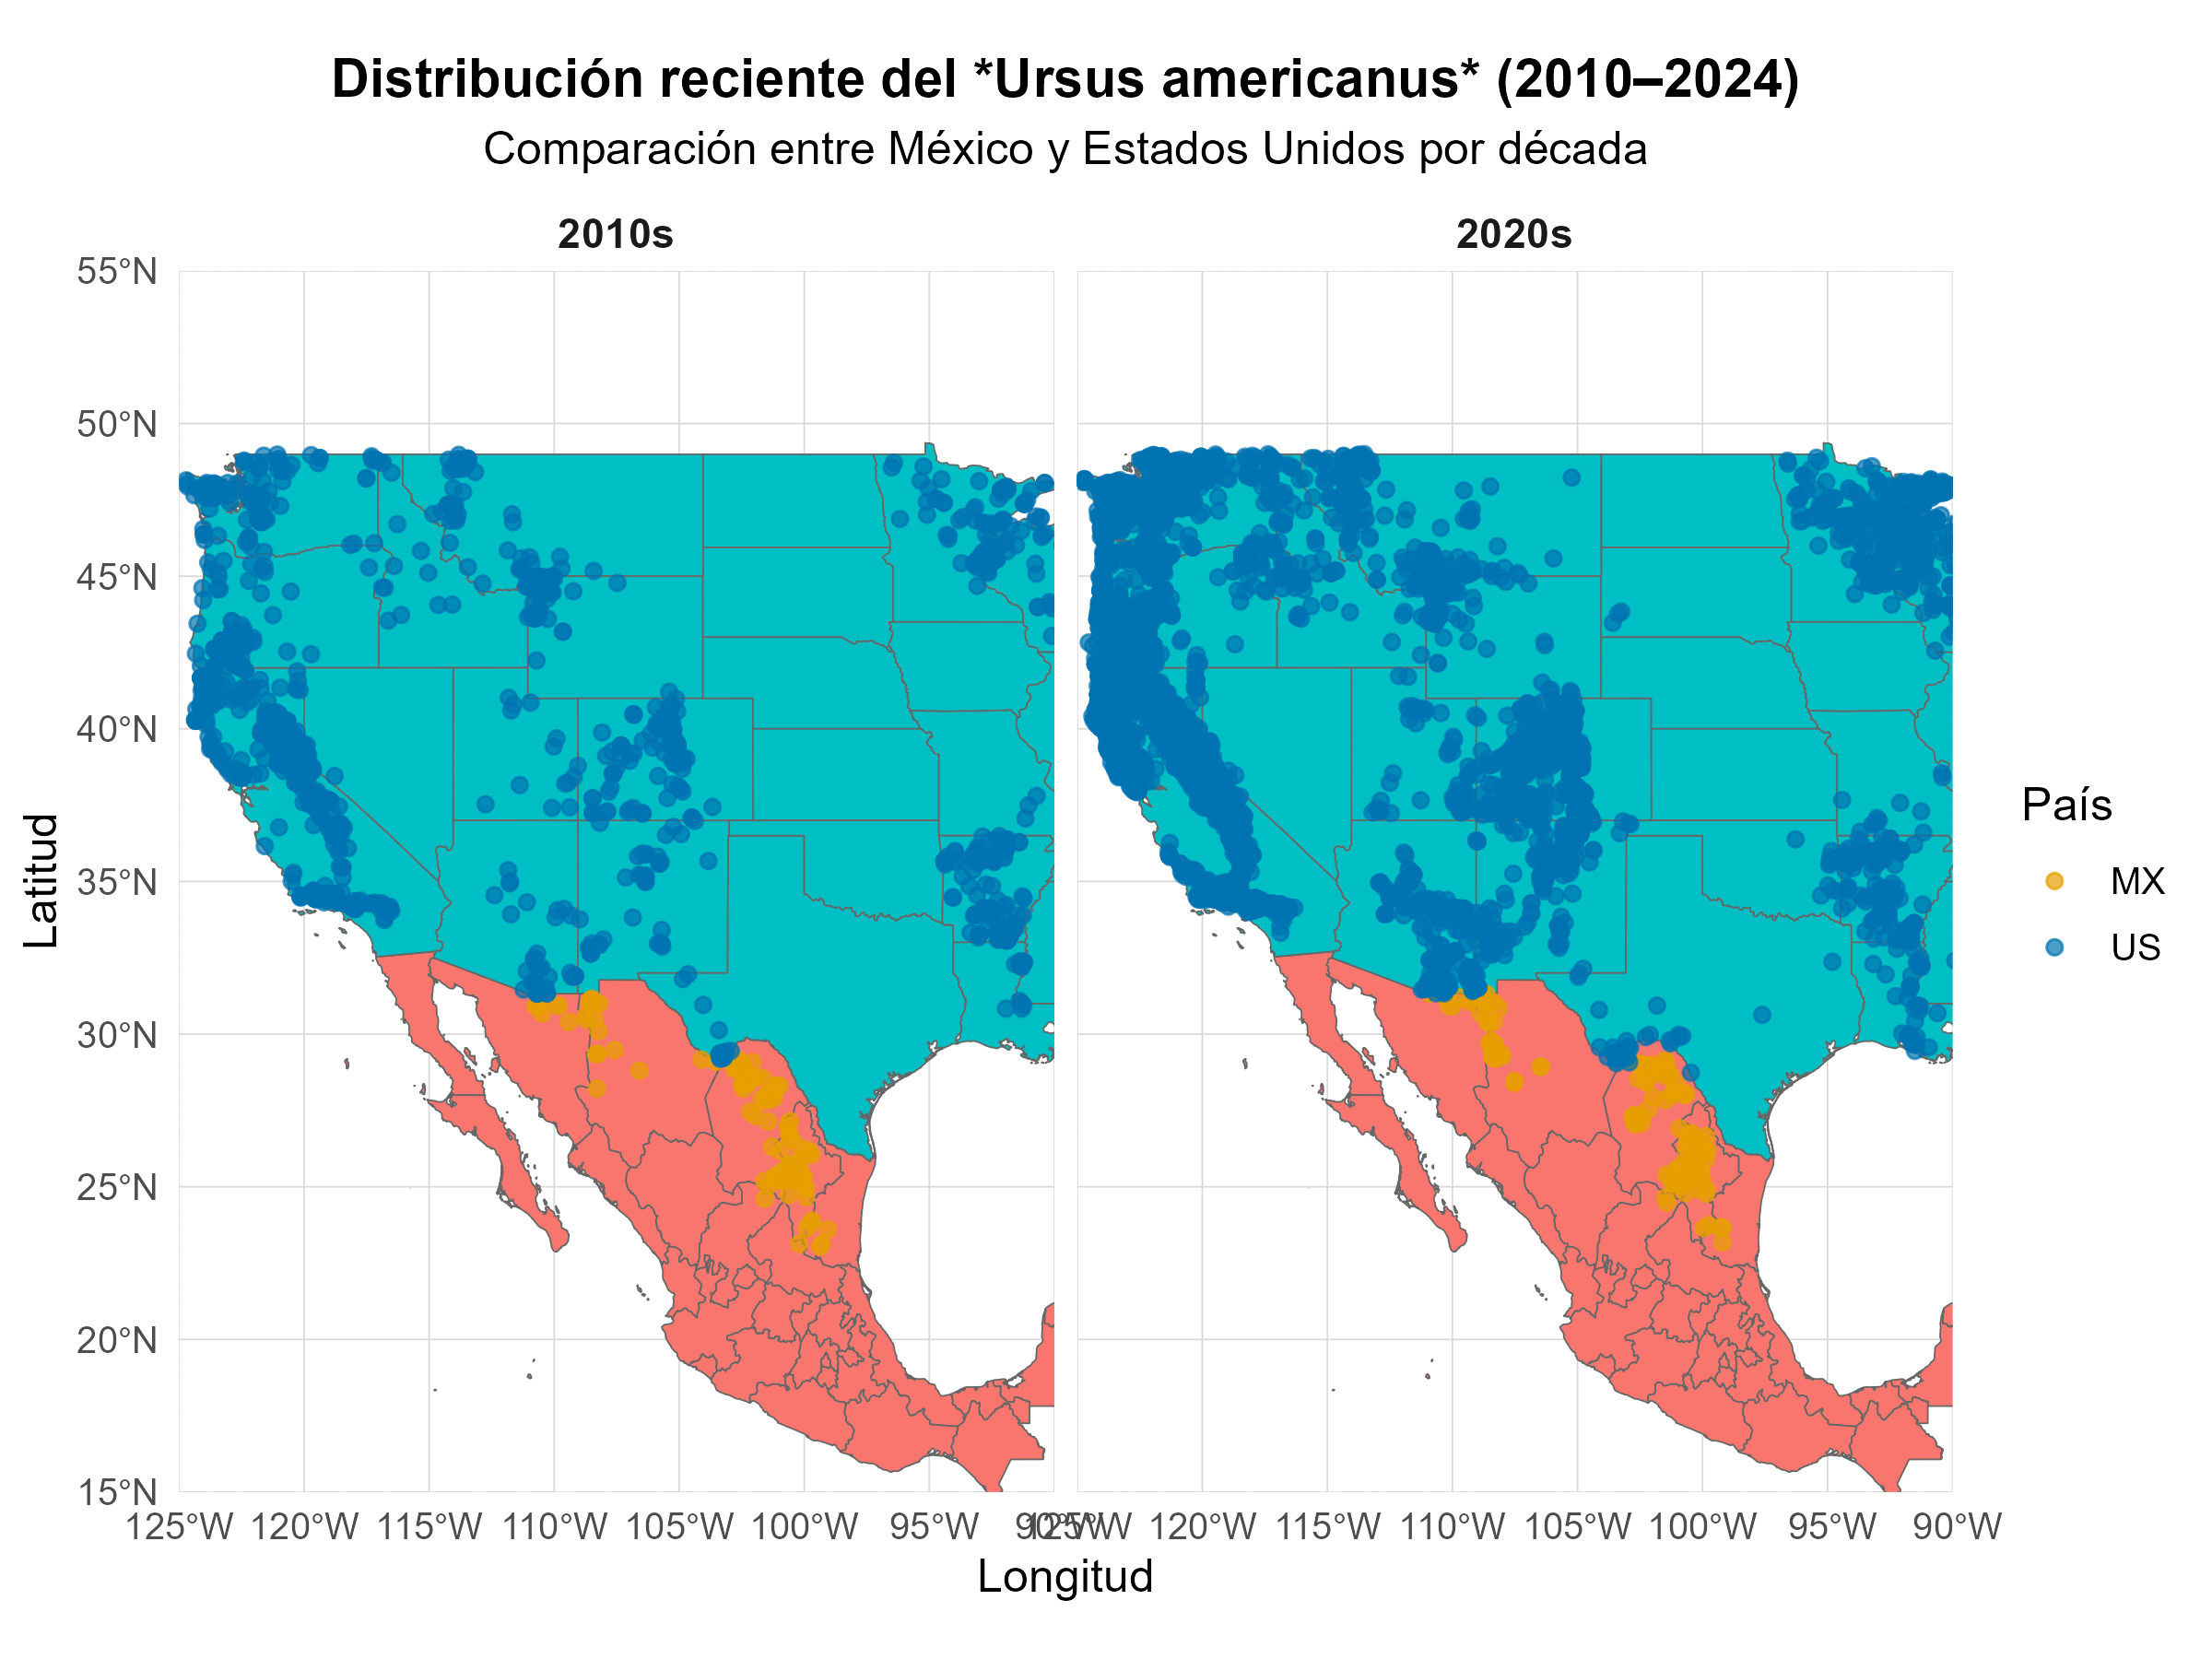 Distribución reciente del *Ursus americanus* (2010–2024)
Comparación entre México y Estados Unidos por década
2010s
2020s
55°N
50°N
45°N
40°N
35°N
30°N
25°N
20°N
15°N
Latitud
125°W 120°W 115°W 110°W 105°W 100°W 95°W 90°W
125°W 120°W 115°W 110°W 105°W 100°W 95°W 90°W
Longitud
País
MX
US